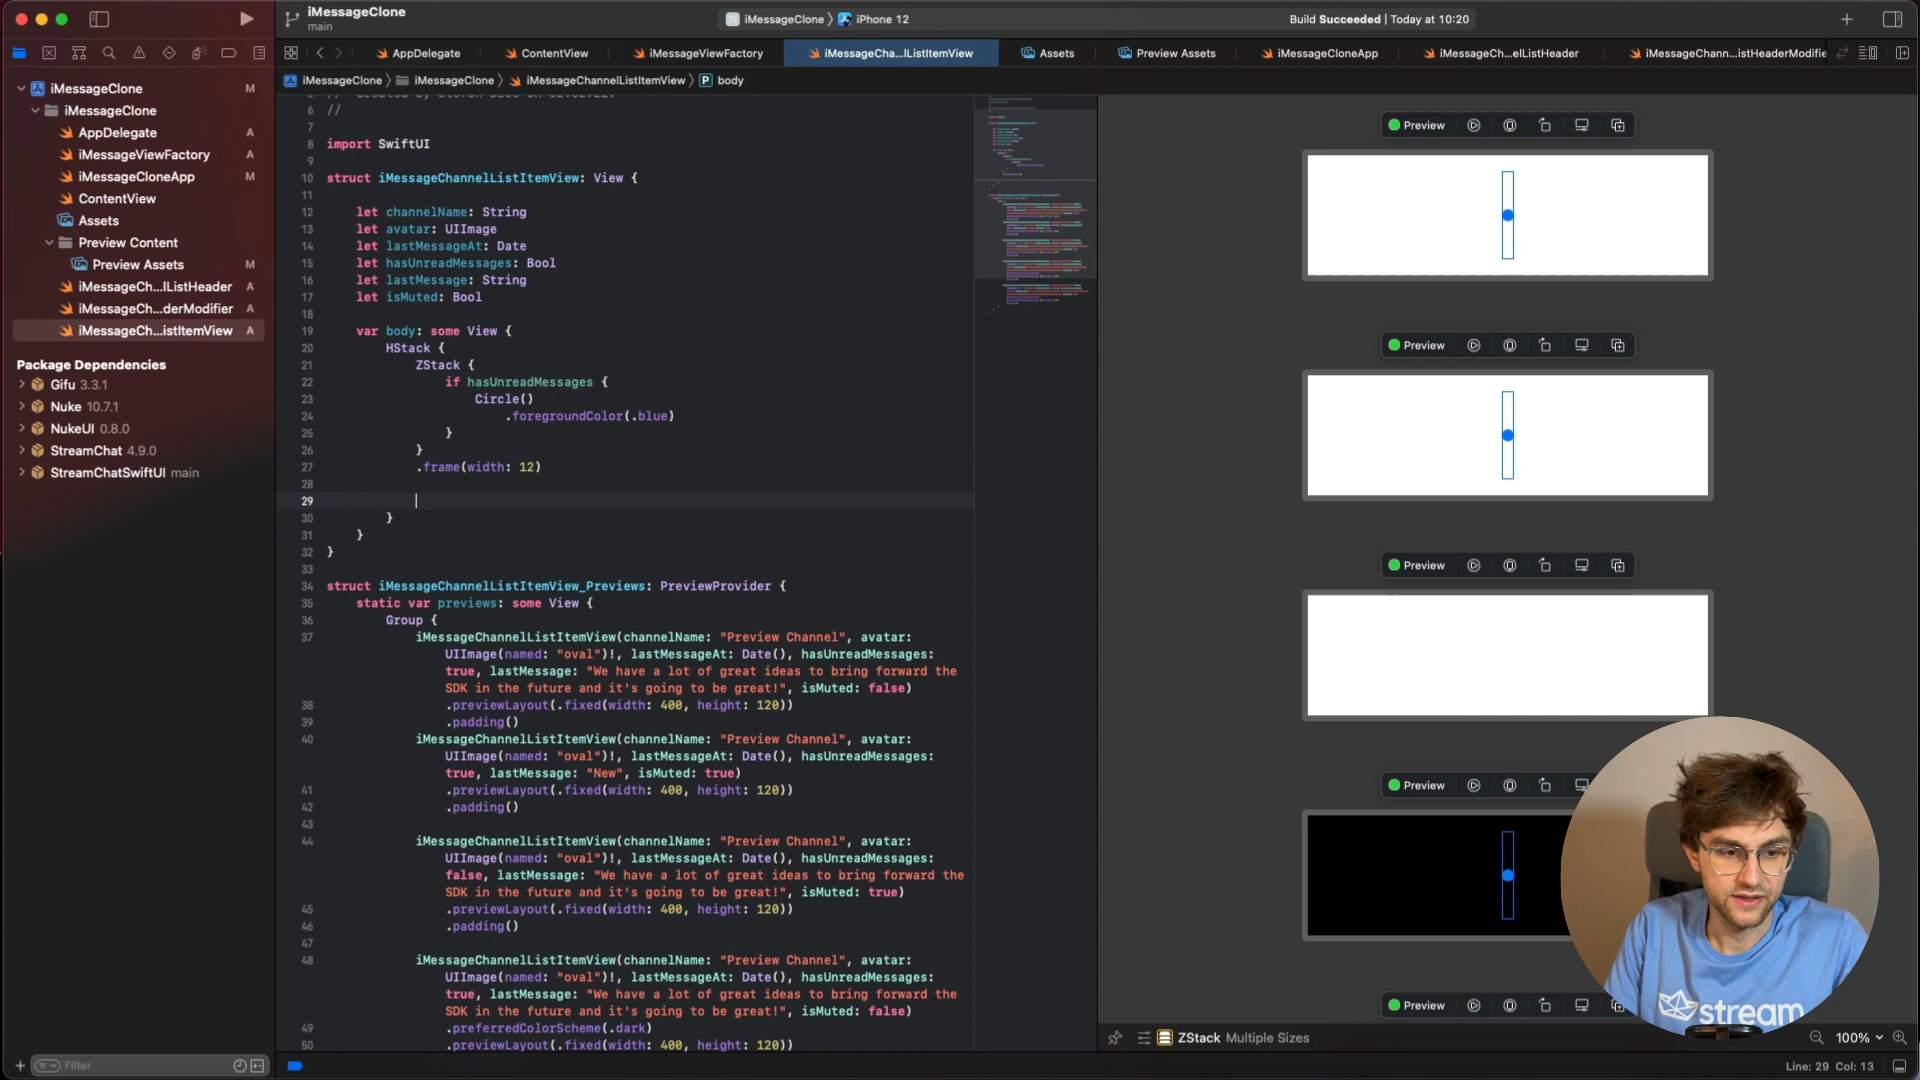 iMessageClone
main
iMessageClone 〉 iPhone 12
Build Succeeded | Today at 10:20
AppDelegate
ContentView
iMessageViewFactory
iMessageCha...lListItemView
Assets
Preview Assets
iMessageCloneApp
iMessageCh...elListHeader
iMessageChann...istHeaderModifie
iMessageClone 〉 iMessageClone 〉 iMessageChannelListItemView 〉 P body
iMessageClone M
iMessageClone
AppDelegate A
iMessageViewFactory A
iMessageCloneApp M
ContentView
Assets
Preview Content
Preview Assets M
iMessageCh...lListHeader A
iMessageCh...derModifier A
iMessageCh...istItemView A
Package Dependencies
Gifu 3.3.1
Nuke 10.7.1
NukeUI 0.8.0
StreamChat 4.9.0
StreamChatSwiftUI main
Filter
6 //
7
8 import SwiftUI
9
10 struct iMessageChannelListItemView: View {
11
12 let channelName: String
13 let avatar: UIImage
14 let lastMessageAt: Date
15 let hasUnreadMessages: Bool
16 let lastMessage: String
17 let isMuted: Bool
18
19 var body: some View {
20 HStack {
21 ZStack {
22 if hasUnreadMessages {
23 Circle()
24 .foregroundColor(.blue)
25 }
26 }
27 .frame(width: 12)
28
29
30 }
31 }
32 }
33
34 struct iMessageChannelListItemView_Previews: PreviewProvider {
35 static var previews: some View {
36 Group {
37 iMessageChannelListItemView(channelName: "Preview Channel", avatar:
UIImage(named: "oval")!, lastMessageAt: Date(), hasUnreadMessages:
true, lastMessage: "We have a lot of great ideas to bring forward the
SDK in the future and it's going to be great!", isMuted: false)
38 .previewLayout(.fixed(width: 400, height: 120))
39 .padding()
40 iMessageChannelListItemView(channelName: "Preview Channel", avatar:
UIImage(named: "oval")!, lastMessageAt: Date(), hasUnreadMessages:
true, lastMessage: "New", isMuted: true)
41 .previewLayout(.fixed(width: 400, height: 120))
42 .padding()
43
44 iMessageChannelListItemView(channelName: "Preview Channel", avatar:
UIImage(named: "oval")!, lastMessageAt: Date(), hasUnreadMessages:
false, lastMessage: "We have a lot of great ideas to bring forward the
SDK in the future and it's going to be great!", isMuted: true)
45 .previewLayout(.fixed(width: 400, height: 120))
46 .padding()
47
48 iMessageChannelListItemView(channelName: "Preview Channel", avatar:
UIImage(named: "oval")!, lastMessageAt: Date(), hasUnreadMessages:
true, lastMessage: "We have a lot of great ideas to bring forward the
SDK in the future and it's going to be great!", isMuted: false)
49 .preferredColorScheme(.dark)
50 .previewLayout(.fixed(width: 400, height: 120))
Preview
Preview
Preview
Preview
Preview
stream
ZStack Multiple Sizes
100%
Line: 29 Col: 13